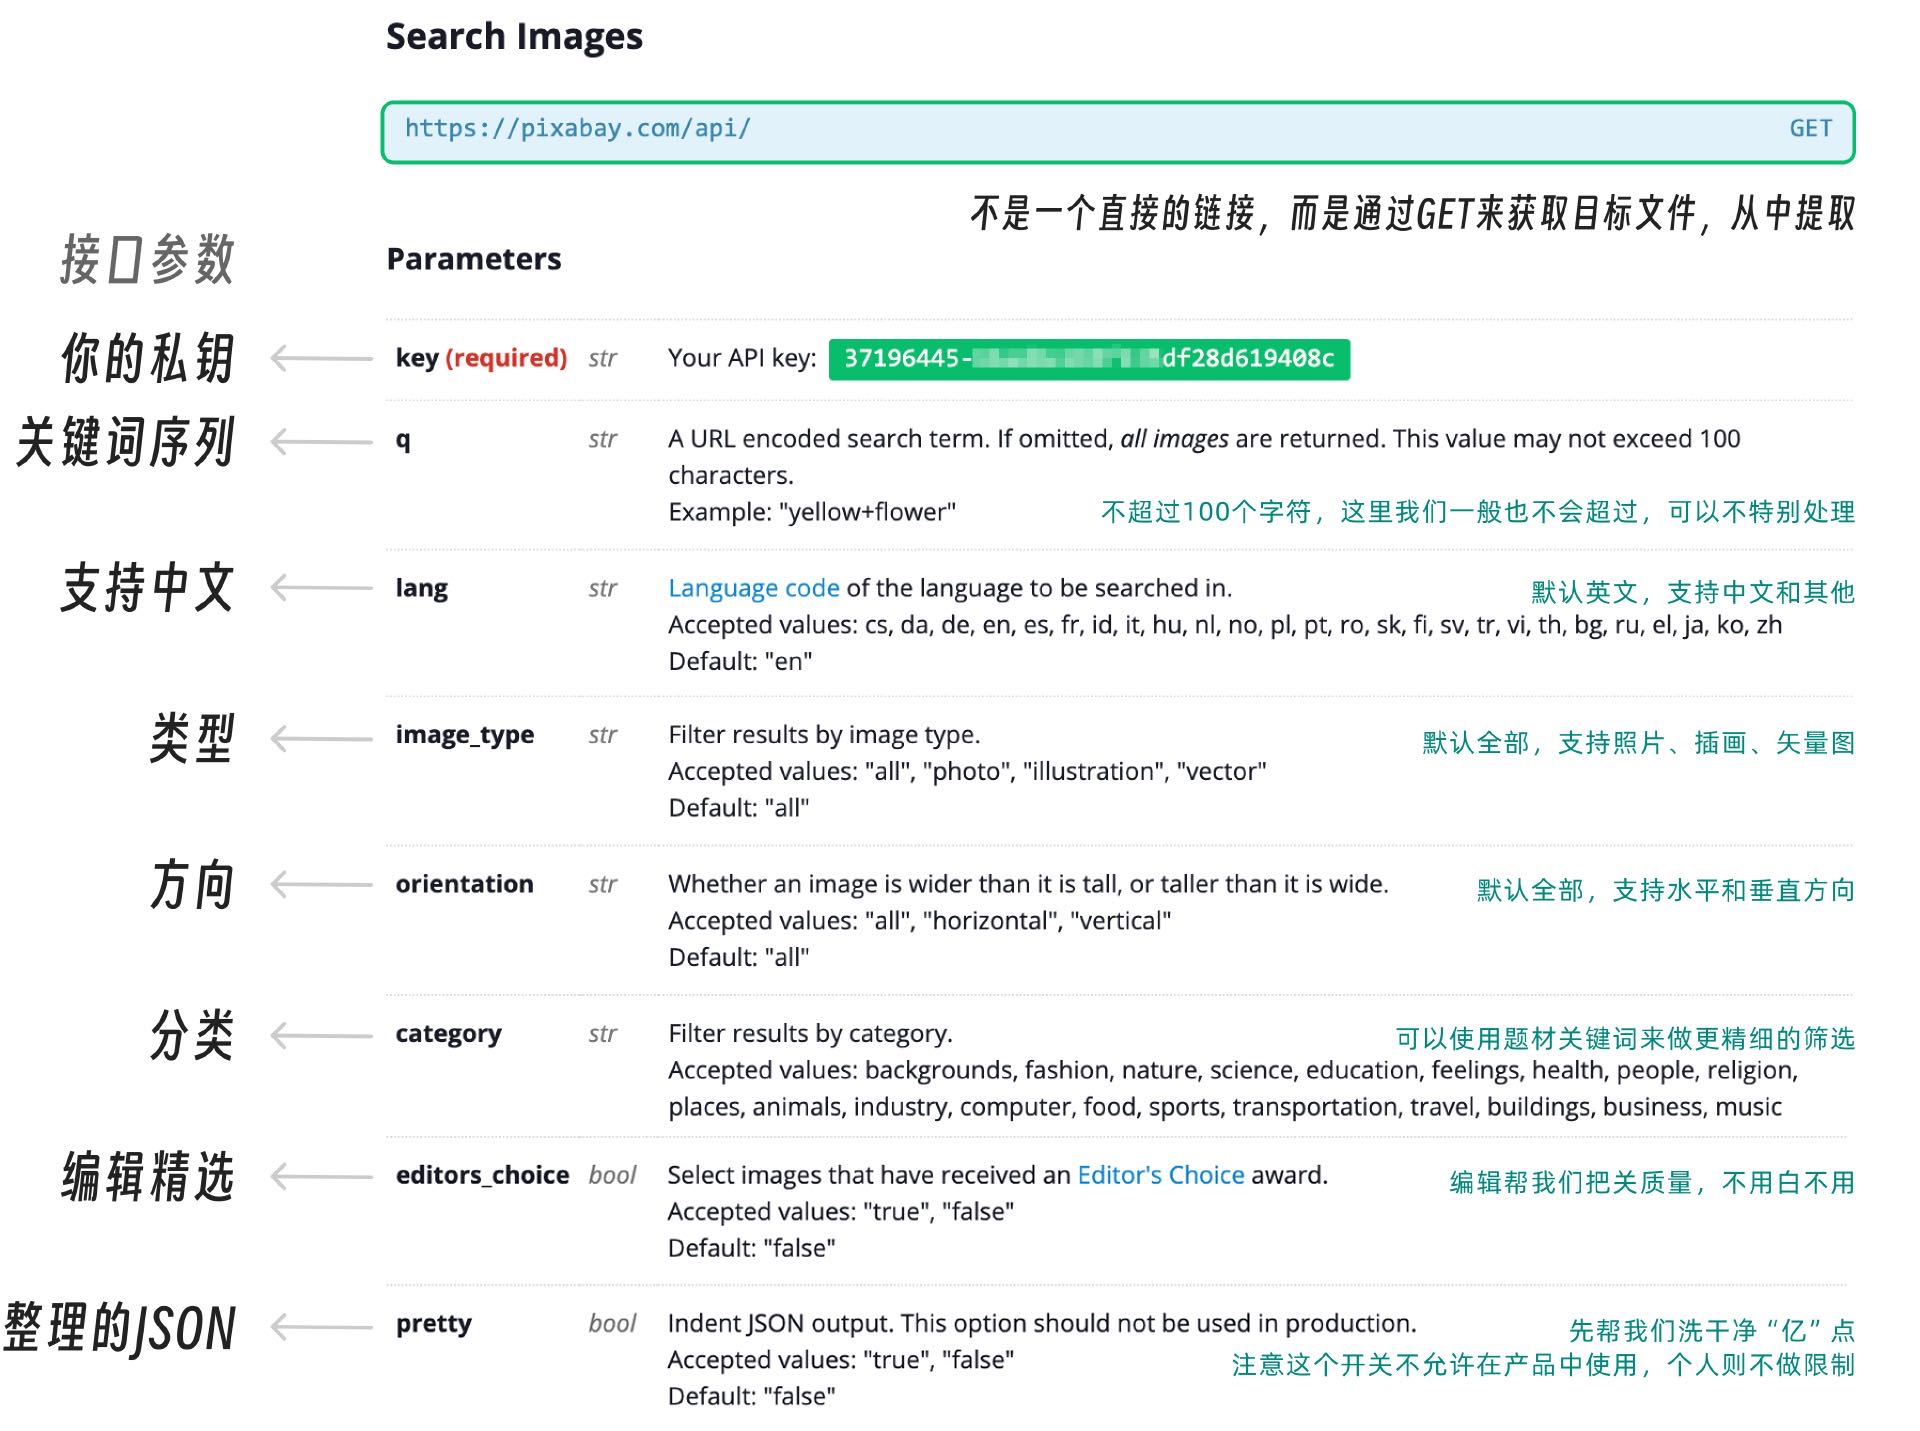 Search Images
https://pixabay.com/api/ GET
不是一个直接的链接，而是通过GET来获取目标文件，从中提取
接口参数
Parameters
你的私钥
key (required) str Your API key: 37196445- df28d619408c
关键词序列
q str A URL encoded search term. If omitted, all images are returned. This value may not exceed 100
characters.
Example: "yellow+flower" 不超过100个字符，这里我们一般也不会超过，可以不特别处理
支持中文
lang str Language code of the language to be searched in. 默认英文，支持中文和其他
Accepted values: cs, da, de, en, es, fr, id, it, hu, nl, no, pl, pt, ro, sk, fi, sv, tr, vi, th, bg, ru, el, ja, ko, zh
Default: "en"
类型
image_type str Filter results by image type. 默认全部，支持照片、插画、矢量图
Accepted values: "all", "photo", "illustration", "vector"
Default: "all"
方向
orientation str Whether an image is wider than it is tall, or taller than it is wide. 默认全部，支持水平和垂直方向
Accepted values: "all", "horizontal", "vertical"
Default: "all"
分类
category str Filter results by category. 可以使用题材关键词来做更精细的筛选
Accepted values: backgrounds, fashion, nature, science, education, feelings, health, people, religion,
places, animals, industry, computer, food, sports, transportation, travel, buildings, business, music
编辑精选
editors_choice bool Select images that have received an Editor's Choice award. 编辑帮我们把关质量，不用白不用
Accepted values: "true", "false"
Default: "false"
整理的JSON
pretty bool Indent JSON output. This option should not be used in production. 先帮我们洗干净“亿”点
Accepted values: "true", "false" 注意这个开关不允许在产品中使用，个人则不做限制
Default: "false"